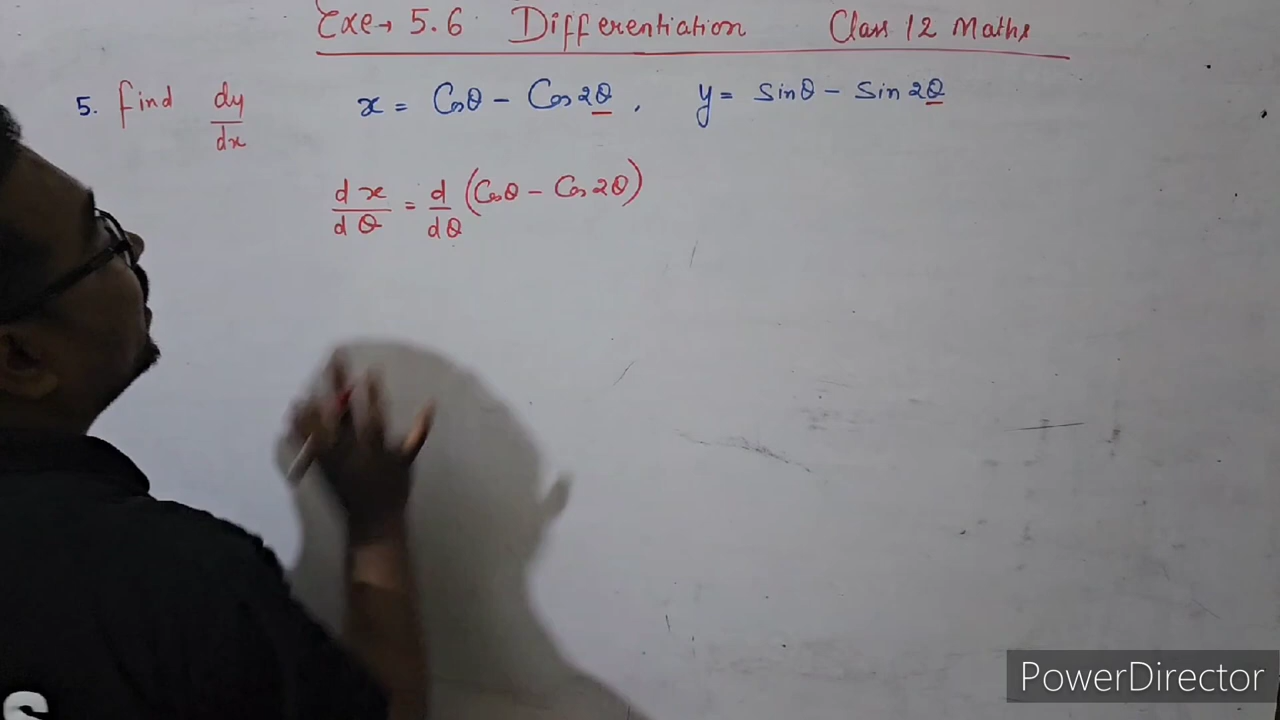 Exe→ 5.6 Differentiation Class 12 Maths
5. Find dy/dx x = Cosθ - Cos2θ, y = sinθ - sin2θ
dx/dθ = d/dθ (Cosθ - Cos2θ)
S
PowerDirector